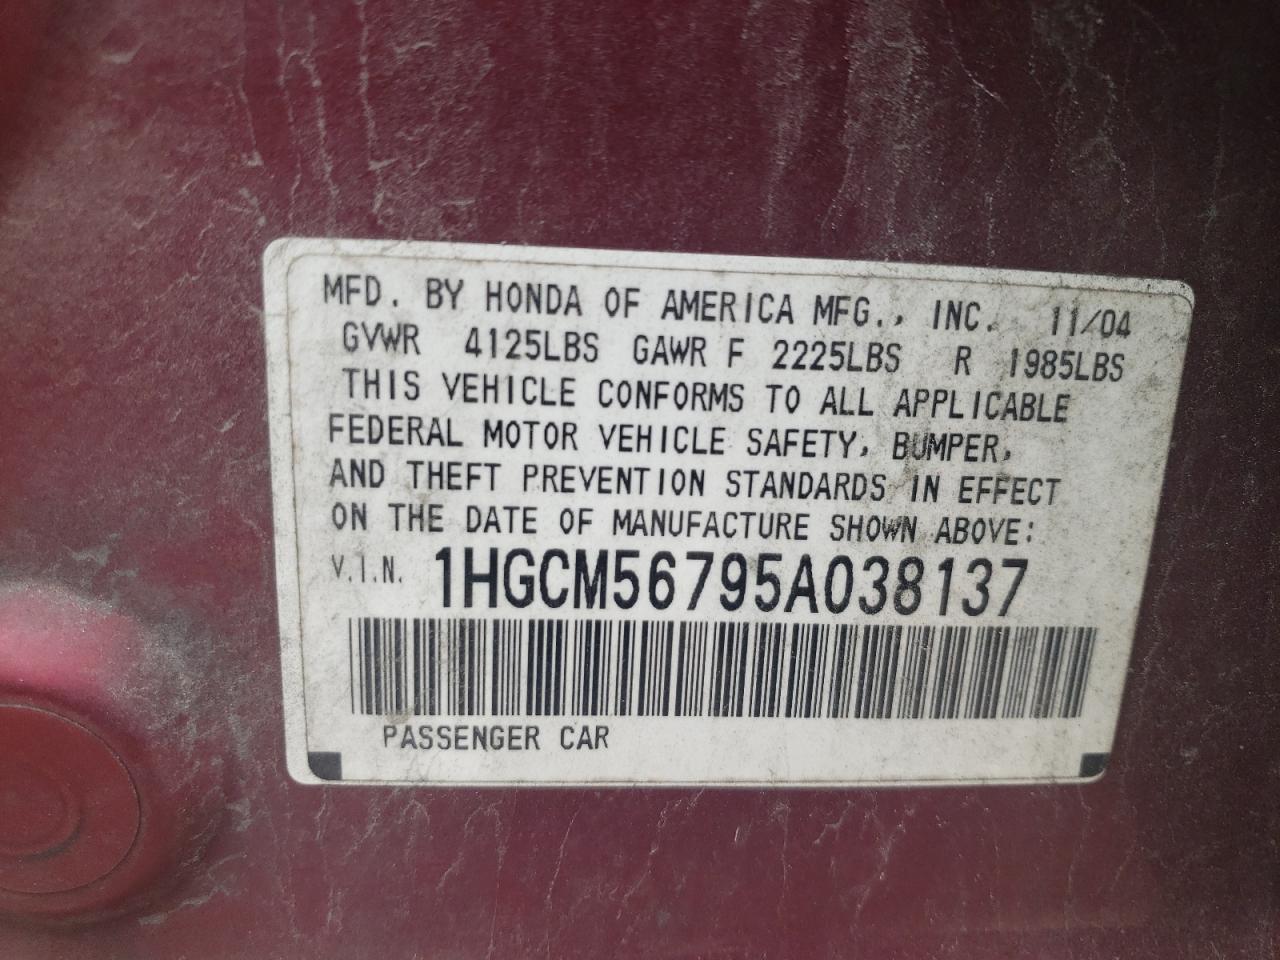 MFD. BY HONDA OF AMERICA MFG., INC. 11/04
GVWR 4125LBS GAWR F 2225LBS R 1985LBS
THIS VEHICLE CONFORMS TO ALL APPLICABLE
FEDERAL MOTOR VEHICLE SAFETY, BUMPER,
AND THEFT PREVENTION STANDARDS IN EFFECT
ON THE DATE OF MANUFACTURE SHOWN ABOVE:
V.I.N. 1HGCM56795A038137
PASSENGER CAR